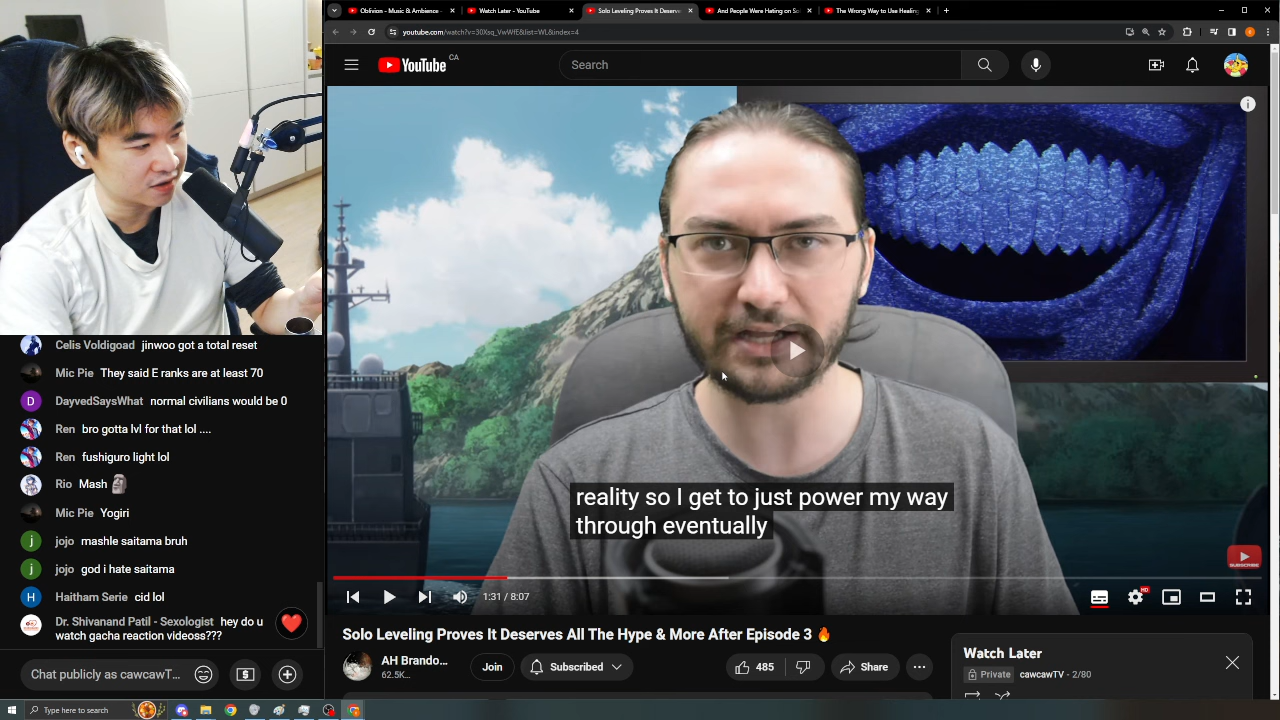 Oblivion - Music & Ambience -
Watch Later - YouTube
Solo Leveling Proves It Deserve
And People Were Hating on Sol
The Wrong Way to Use Healing
youtube.com/watch?v=30Xsq_VwWfE&list=WL&index=4
YouTube CA
Search
Celis Voldigoad jinwoo got a total reset
Mic Pie They said E ranks are at least 70
DayvedSaysWhat normal civilians would be 0
Ren bro gotta lvl for that lol ....
Ren fushiguro light lol
Rio Mash 🗿
Mic Pie Yogiri
jojo mashle saitama bruh
jojo god i hate saitama
Haitham Serie cid lol
Dr. Shivanand Patil - Sexologist hey do u
watch gacha reaction videos???
Chat publicly as cawcawT...
reality so I get to just power my way
through eventually
SUBSCRIBE
1:31 / 8:07
HD
Solo Leveling Proves It Deserves All The Hype & More After Episode 3 🔥
AH Brando...
62.5K...
Join
Subscribed
485
Share
Watch Later
Private cawcawTV - 2/80
Type here to search